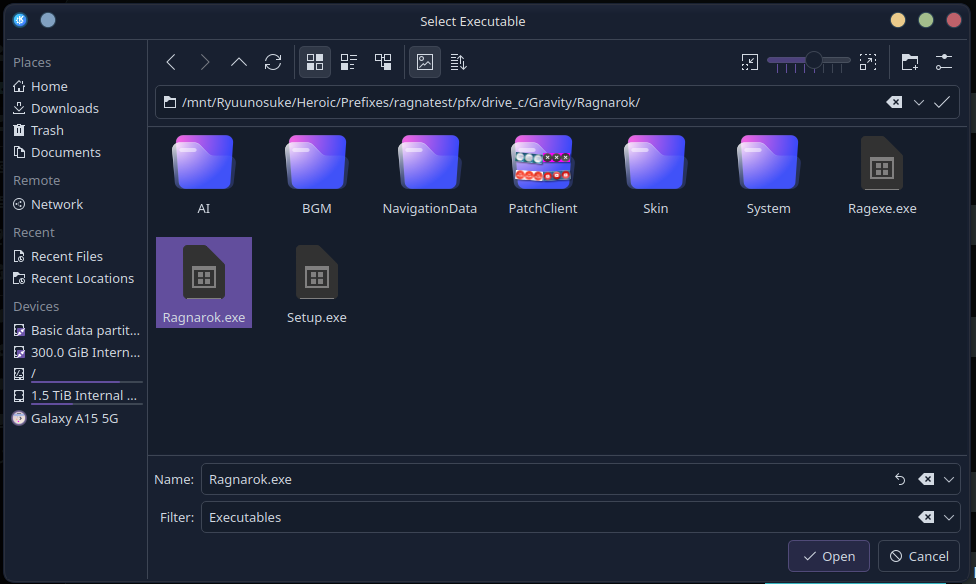 Select Executable
Places
Home
Downloads
Trash
Documents
Remote
Network
Recent
Recent Files
Recent Locations
Devices
Basic data partit...
300.0 GiB Intern...
/
1.5 TiB Internal ...
Galaxy A15 5G
/mnt/Ryuunosuke/Heroic/Prefixes/ragnatest/pfx/drive_c/Gravity/Ragnarok/
AI
BGM
NavigationData
PatchClient
Skin
System
Ragexe.exe
Ragnarok.exe
Setup.exe
Name: Ragnarok.exe
Filter: Executables
Open
Cancel